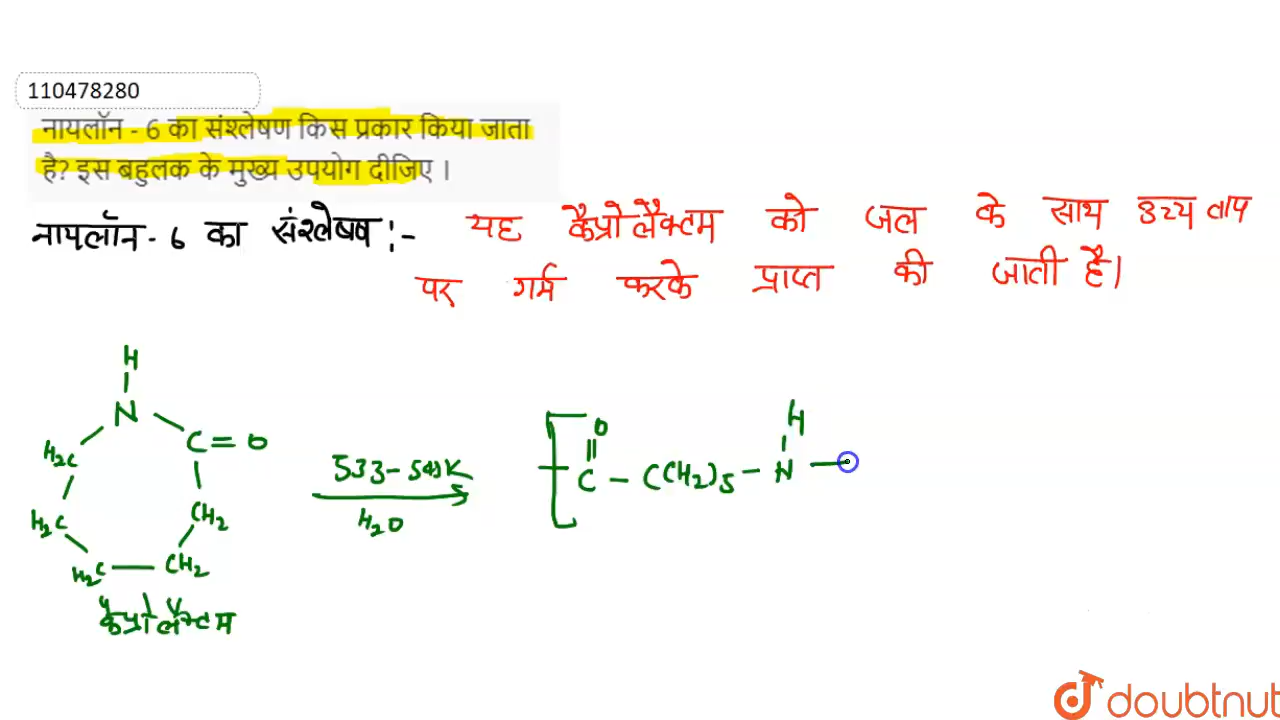 110478280
नायलॉन - 6 का संश्लेषण किस प्रकार किया जाता
है? इस बहुलक के मुख्य उपयोग दीजिए ।
नायलॉन - 6 का संश्लेषण :- यह कैप्रोलैक्टम को जल के साथ उच्च ताप
पर गर्म करके प्राप्त की जाती है।
H
N
C = O
H2C
H2C
H2C
CH2
CH2
कैप्रोलैक्टम
533-543K
H2O
O
C - (CH2)5 - N
H
doubtnut